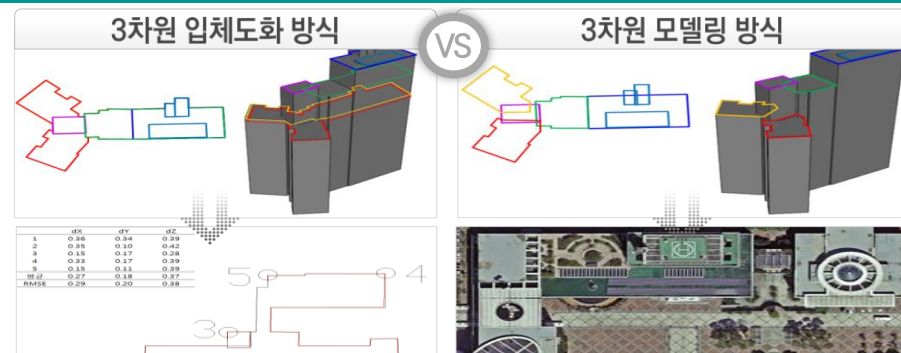 3차원 입체도화 방식
VS
3차원 모델링 방식
dX dY dZ
1 0.36 0.34 0.39
2 0.35 0.10 0.42
3 0.15 0.17 0.28
4 0.33 0.17 0.39
5 0.15 0.11 0.39
평균 0.27 0.18 0.37
RMSE 0.29 0.20 0.38
5 4
3
H